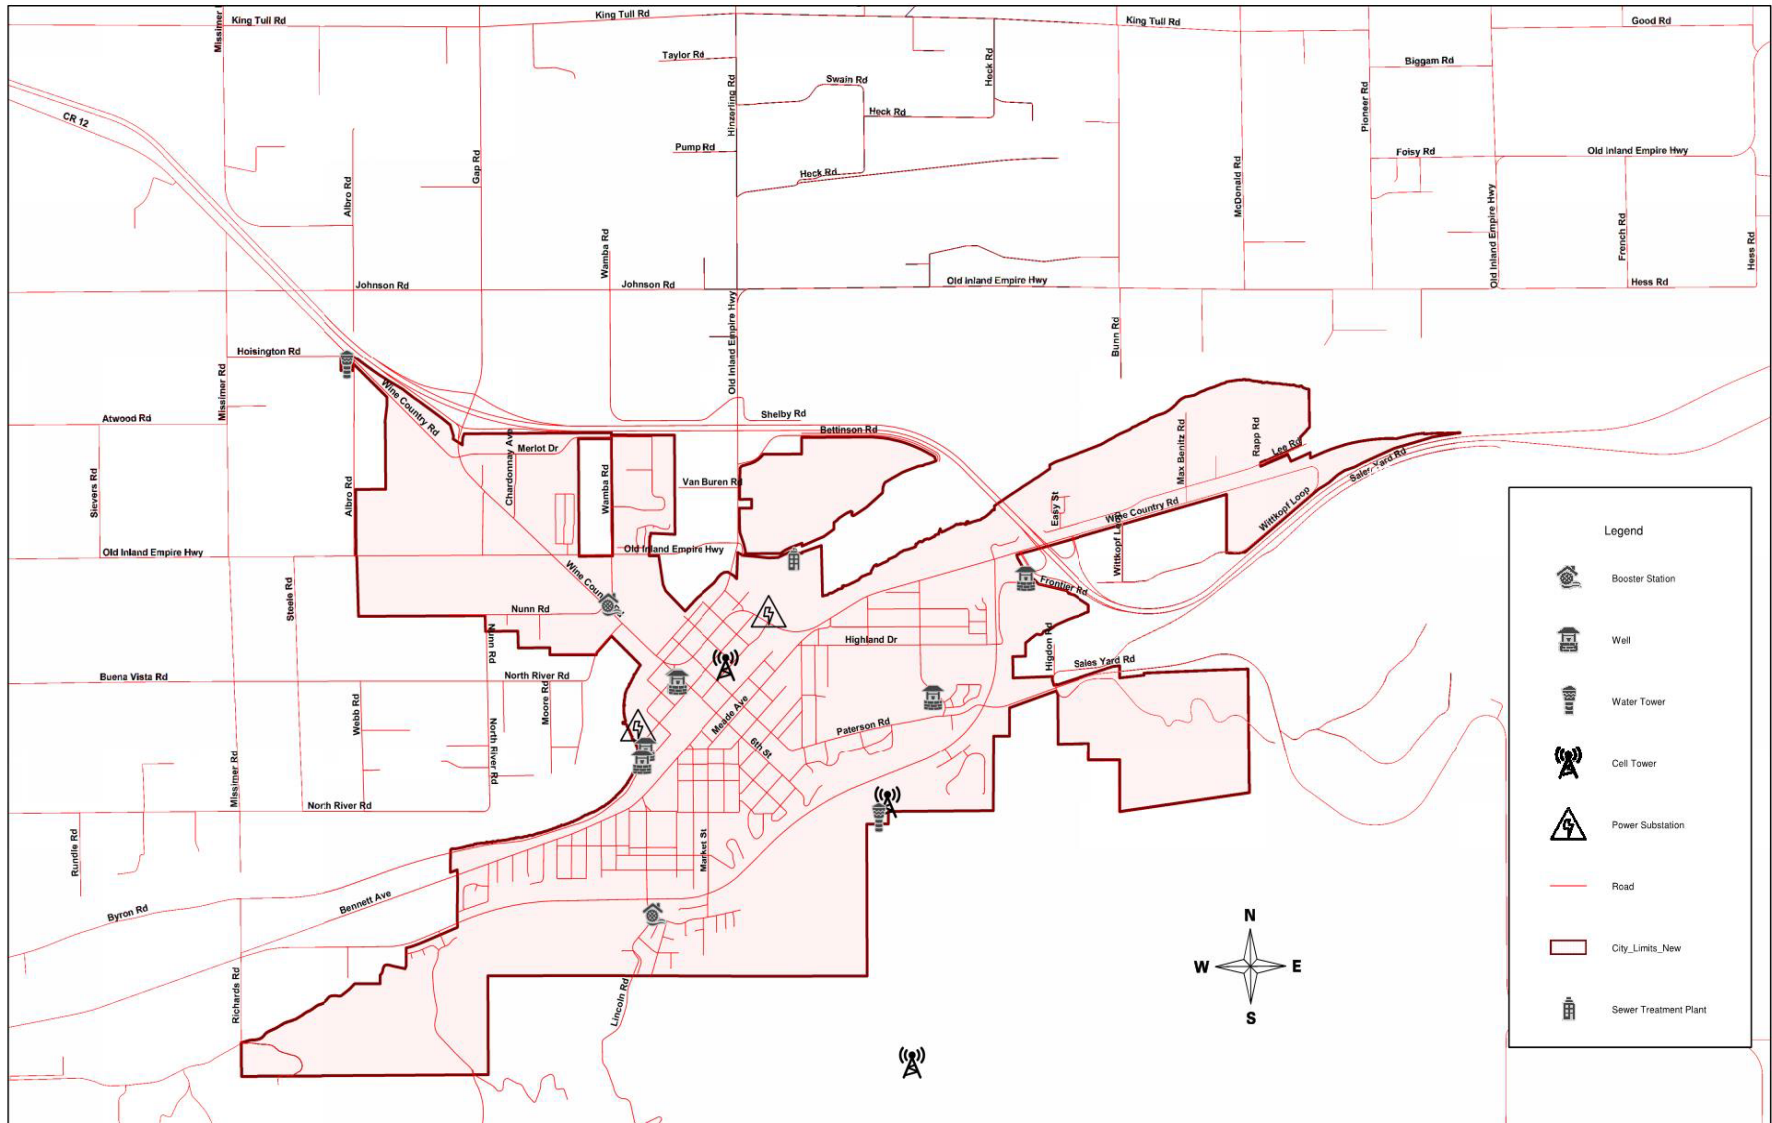 King Tull Rd
King Tull Rd
King Tull Rd
Good Rd
Missimer
Taylor Rd
Biggam Rd
Swain Rd
Heck Rd
Heck Rd
Hinzerling Rd
Pioneer Rd
CR 12
Pump Rd
Foisy Rd
Old Inland Empire Hwy
Gap Rd
Albro Rd
Heck Rd
McDonald Rd
Old Inland Empire Hwy
French Rd
Hess Rd
Wamba Rd
Johnson Rd
Johnson Rd
Old Inland Empire Hwy
Hess Rd
Old Inland Empire Hwy
Bunn Rd
Hoisington Rd
Missimer Rd
Wine Country Rd
Atwood Rd
Shelby Rd
Bettinson Rd
Merlot Dr
Chardonnay Ave
Max Benitz Rd
Rapp Rd
Lee Rd
Sales Yard Rd
Sievers Rd
Albro Rd
Wamba Rd
Van Buren Rd
Easy St
Wine Country Rd
Wittkopf Loop
Wittkopf Loop
Old Inland Empire Hwy
Old Inland Empire Hwy
Steele Rd
Frontier Rd
Nunn Rd
Nunn Rd
Highland Dr
Higdon Rd
Sales Yard Rd
Buena Vista Rd
North River Rd
Webb Rd
Moore Rd
Meade Ave
Paterson Rd
6th St
North River Rd
Missimer Rd
North River Rd
Rundle Rd
Market St
Bennett Ave
Byron Rd
Richards Rd
Lincoln Rd
N
W
E
S
Legend
Booster Station
Well
Water Tower
Cell Tower
Power Substation
Road
City_Limits_New
Sewer Treatment Plant